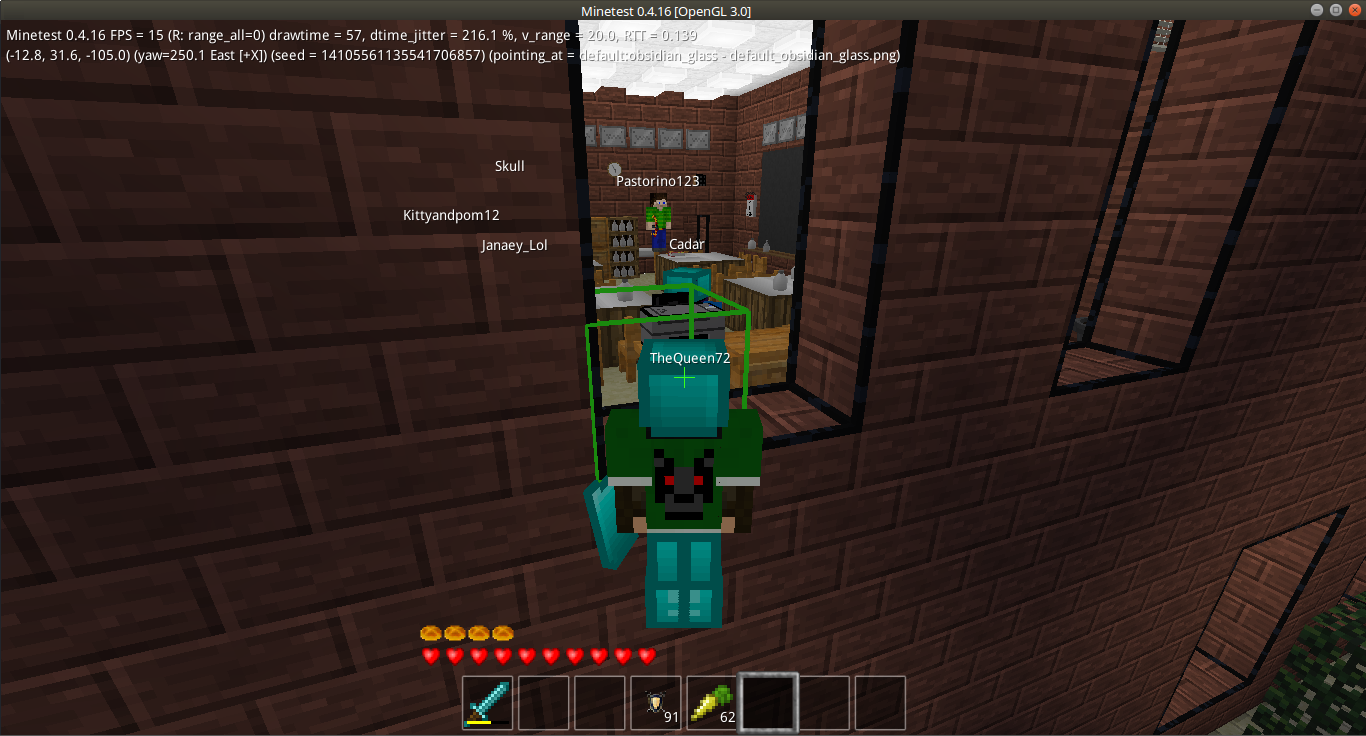 Minetest 0.4.16 [OpenGL 3.0]
Minetest 0.4.16 FPS = 15 (R: range_all=0) drawtime = 57, dtime_jitter = 216.1 %, v_range = 20.0, RTT = 0.139
(-12.8, 31.6, -105.0) (yaw=250.1 East [+X]) (seed = 14105561135541706857) (pointing_at = default:obsidian_glass - default_obsidian_glass.png)
Skull
Pastorino123
Kittyandpom12
Janaey_Lol
Cadar
TheQueen72
91
62